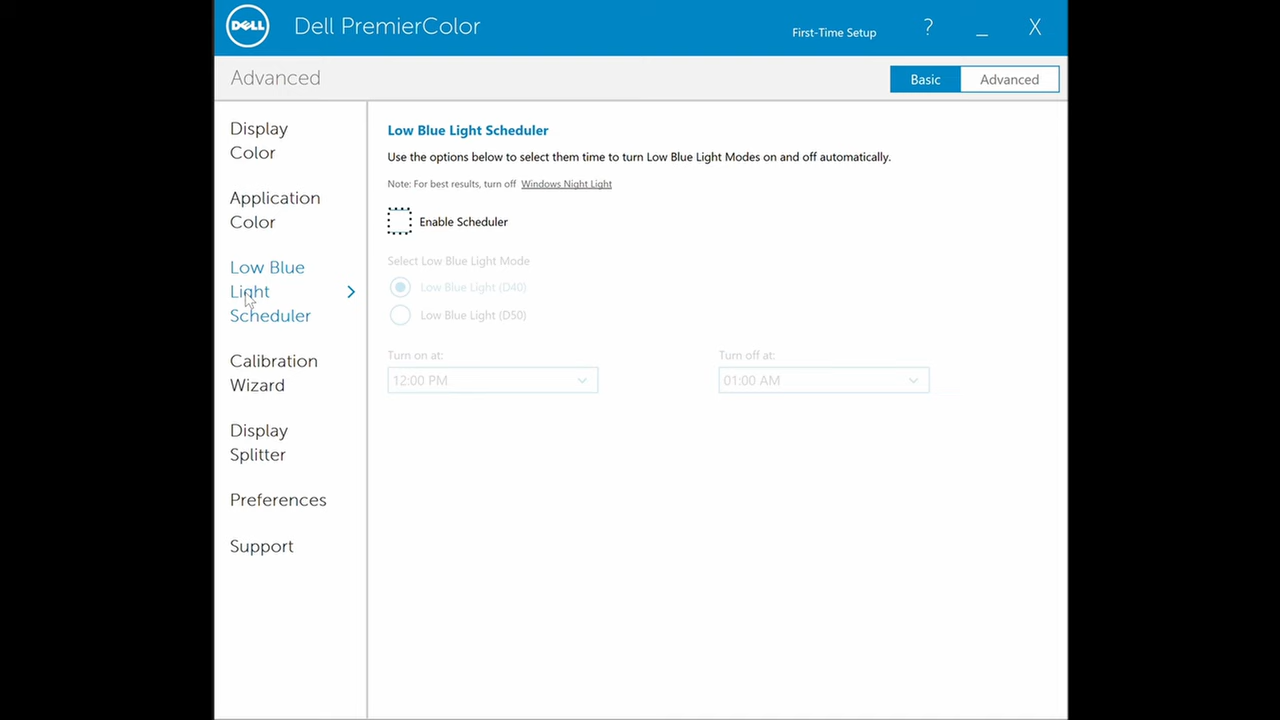 DELL
Dell PremierColor
First-Time Setup
?
_
X
Advanced
Basic
Advanced
Display
Color
Application
Color
Low Blue
Light
Scheduler
Calibration
Wizard
Display
Splitter
Preferences
Support
Low Blue Light Scheduler
Use the options below to select them time to turn Low Blue Light Modes on and off automatically.
Note: For best results, turn off Windows Night Light
Enable Scheduler
Select Low Blue Light Mode
Low Blue Light (D40)
Low Blue Light (D50)
Turn on at:
Turn off at:
12:00 PM
01:00 AM